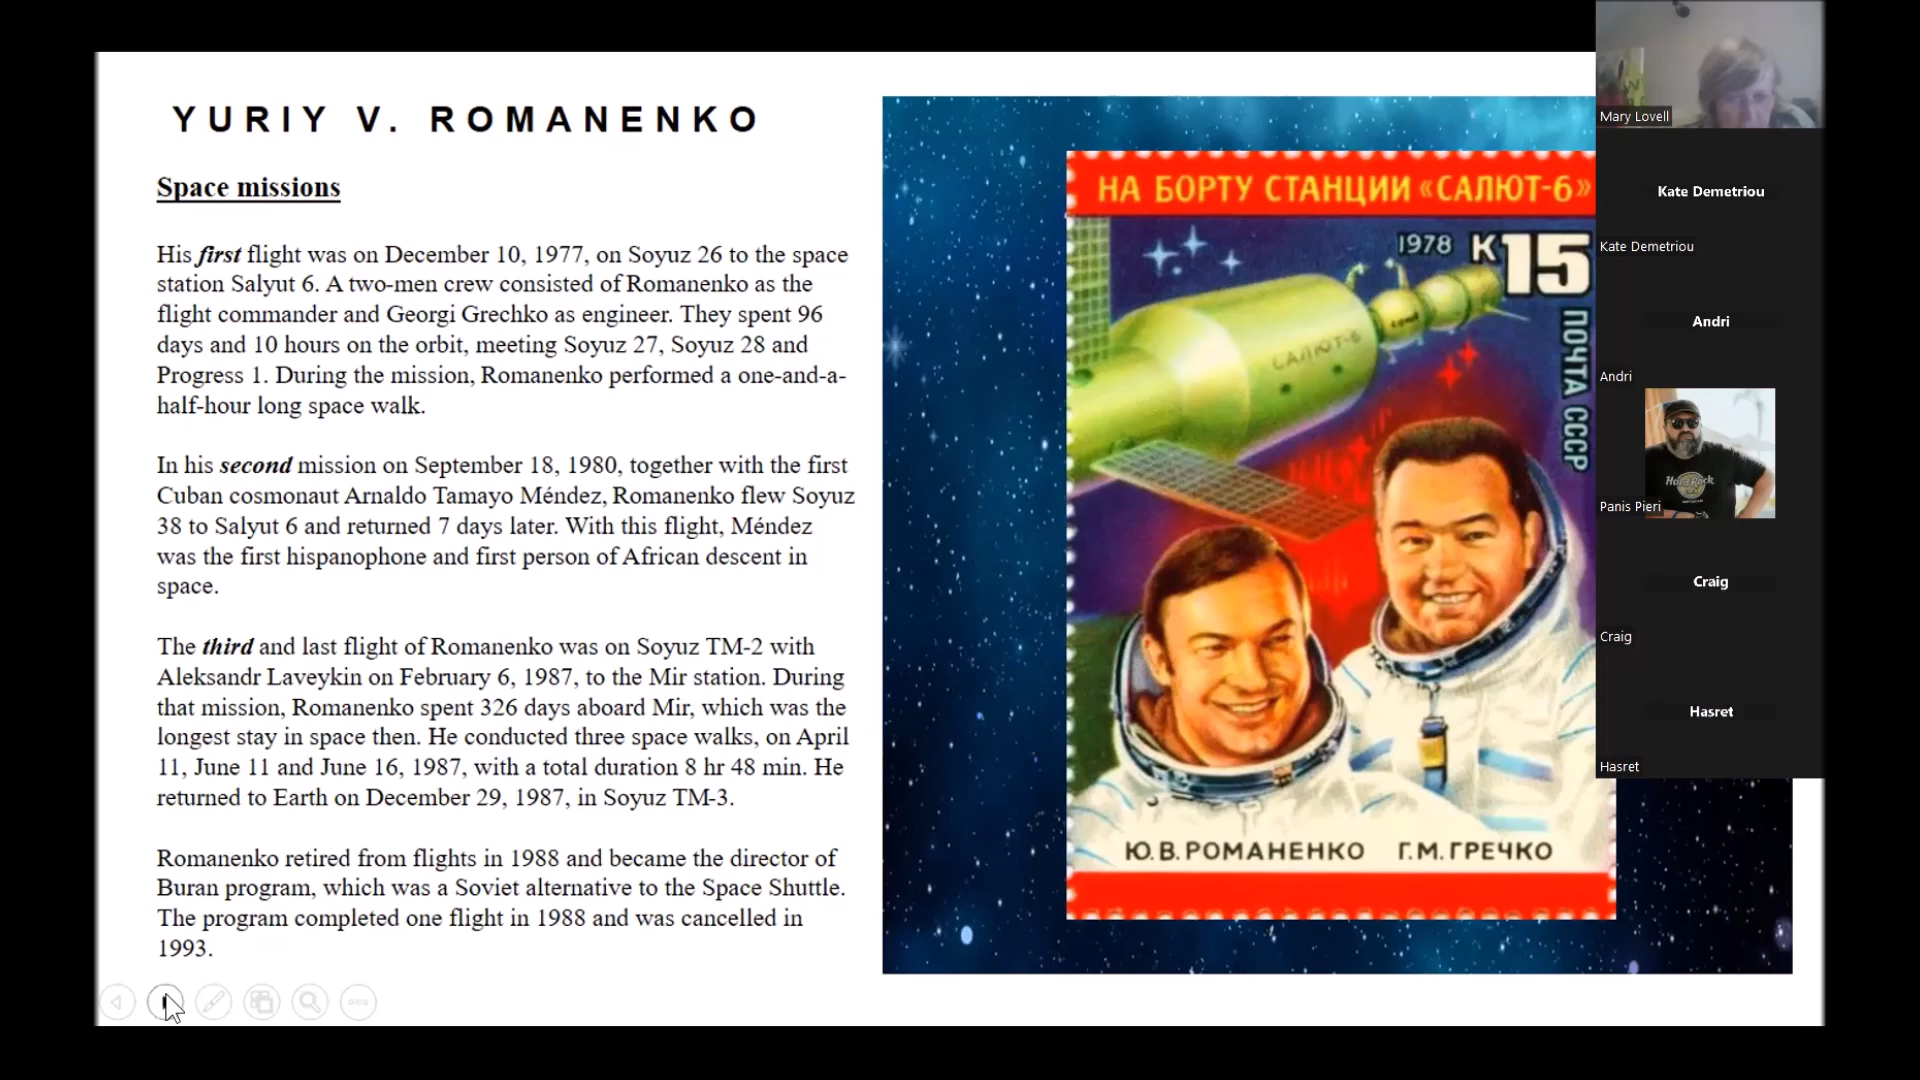 YURIY V. ROMANENKO
Space missions
His first flight was on December 10, 1977, on Soyuz 26 to the space
station Salyut 6. A two-men crew consisted of Romanenko as the
flight commander and Georgi Grechko as engineer. They spent 96
days and 10 hours on the orbit, meeting Soyuz 27, Soyuz 28 and
Progress 1. During the mission, Romanenko performed a one-and-a-
half-hour long space walk.
In his second mission on September 18, 1980, together with the first
Cuban cosmonaut Arnaldo Tamayo Méndez, Romanenko flew Soyuz
38 to Salyut 6 and returned 7 days later. With this flight, Méndez
was the first hispanophone and first person of African descent in
space.
The third and last flight of Romanenko was on Soyuz TM-2 with
Aleksandr Laveykin on February 6, 1987, to the Mir station. During
that mission, Romanenko spent 326 days aboard Mir, which was the
longest stay in space then. He conducted three space walks, on April
11, June 11 and June 16, 1987, with a total duration 8 hr 48 min. He
returned to Earth on December 29, 1987, in Soyuz TM-3.
Romanenko retired from flights in 1988 and became the director of
Buran program, which was a Soviet alternative to the Space Shuttle.
The program completed one flight in 1988 and was cancelled in
1993.
НА БОРТУ СТАНЦИИ «САЛЮТ-6»
1978 К15
ПОЧТА СССР
САЛЮТ-6
СОЮЗ
Ю.В.РОМАНЕНКО Г.М.ГРЕЧКО
Mary Lovell
Kate Demetriou
Kate Demetriou
Andri
Andri
Hard Rock
Panis Pieri
Craig
Craig
Hasret
Hasret